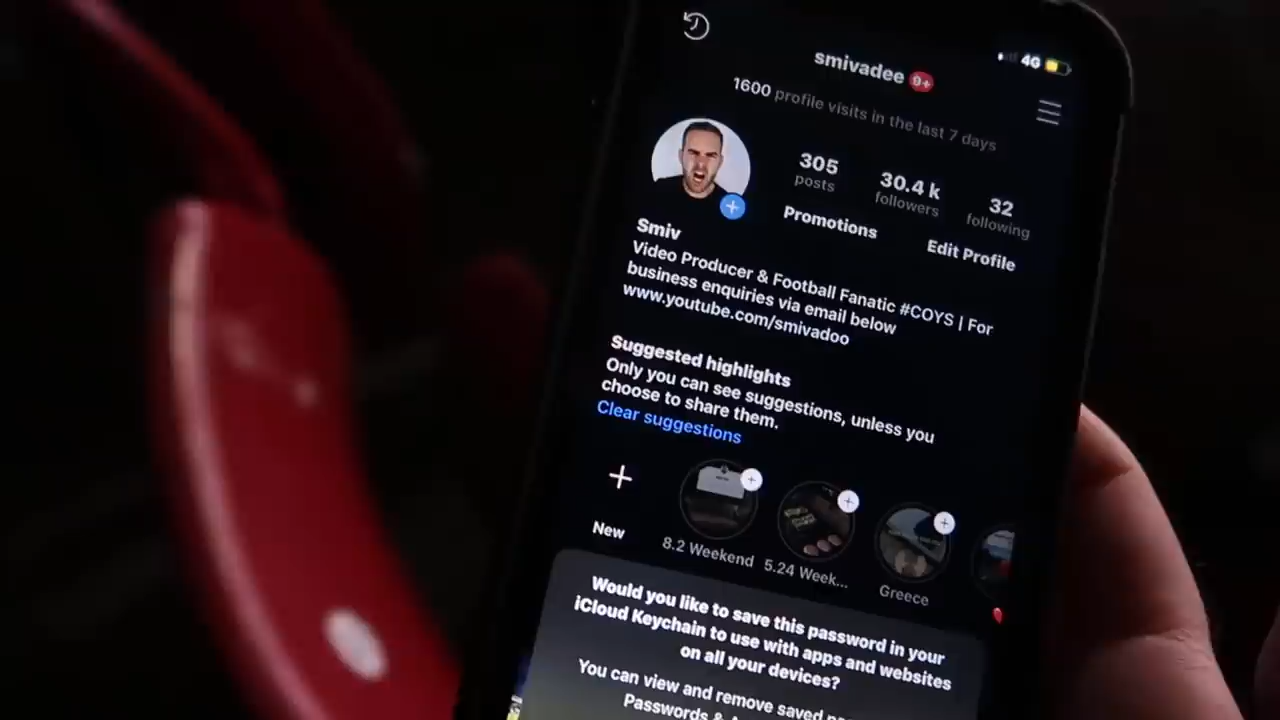 4G
smivadee 9+
1600 profile visits in the last 7 days
305 posts
30.4 k followers
32 following
Promotions
Edit Profile
Smiv
Video Producer & Football Fanatic #COYS | For
business enquiries via email below
www.youtube.com/smivadoo
Suggested highlights
Only you can see suggestions, unless you
choose to share them.
Clear suggestions
New
8.2 Weekend
5.24 Week...
Greece
Would you like to save this password in your
iCloud Keychain to use with apps and websites
on all your devices?
You can view and remove saved
Passwords &